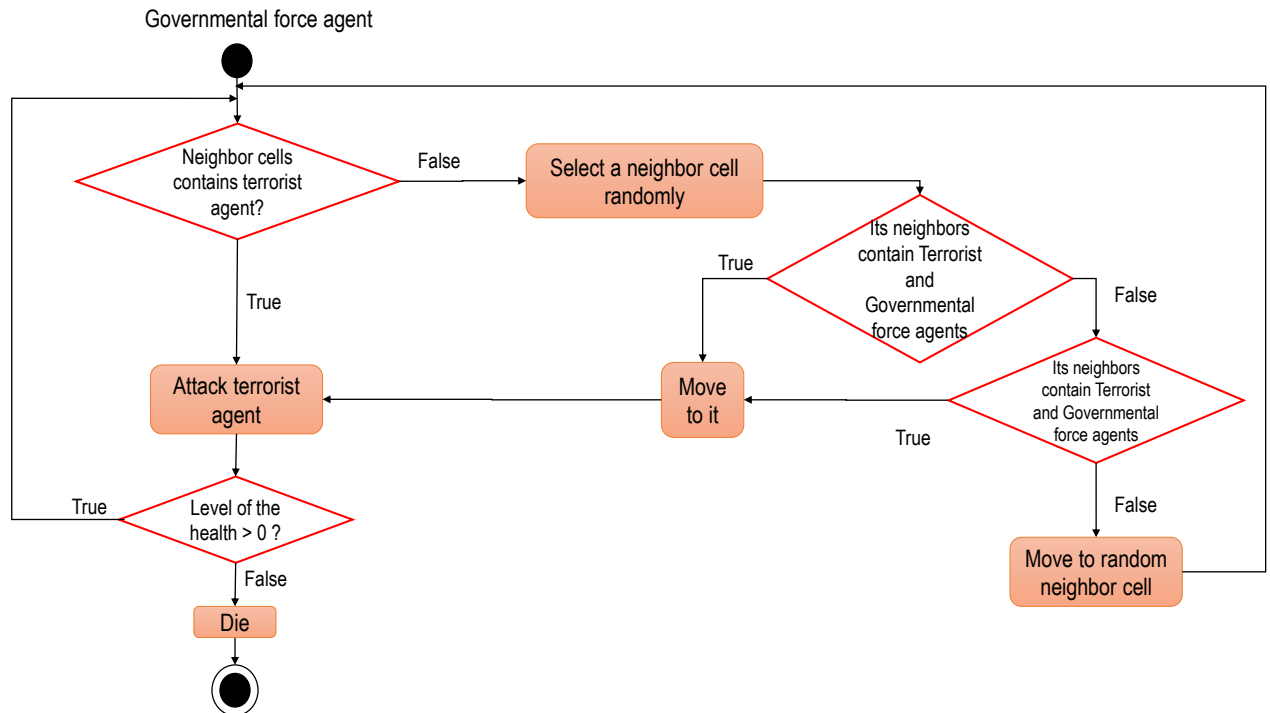 Governmental force agent
Neighbor cells
contains terrorist
agent?
False
Select a neighbor cell
randomly
Its neighbors
contain Terrorist
and
Governmental
force agents
True
False
True
Attack terrorist
agent
Move
to it
Its neighbors
contain Terrorist
and Governmental
force agents
True
False
True
Level of the
health > 0 ?
Move to random
neighbor cell
False
Die